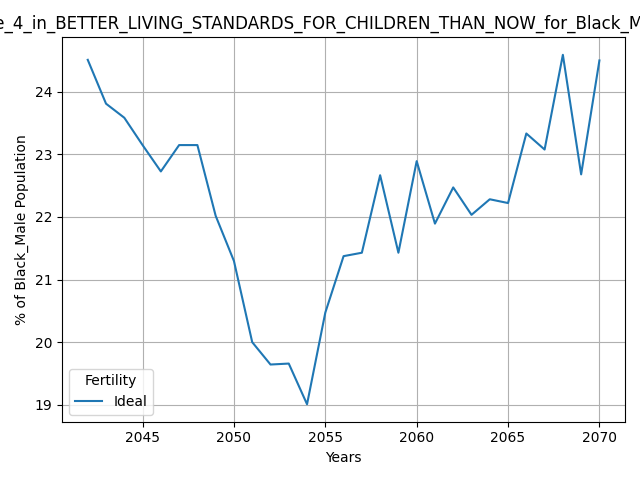 e_4_in_BETTER_LIVING_STANDARDS_FOR_CHILDREN_THAN_NOW_for_Black_M
% of Black_Male Population
24
23
22
21
20
19
Fertility
Ideal
2045 2050 2055 2060 2065 2070
Years